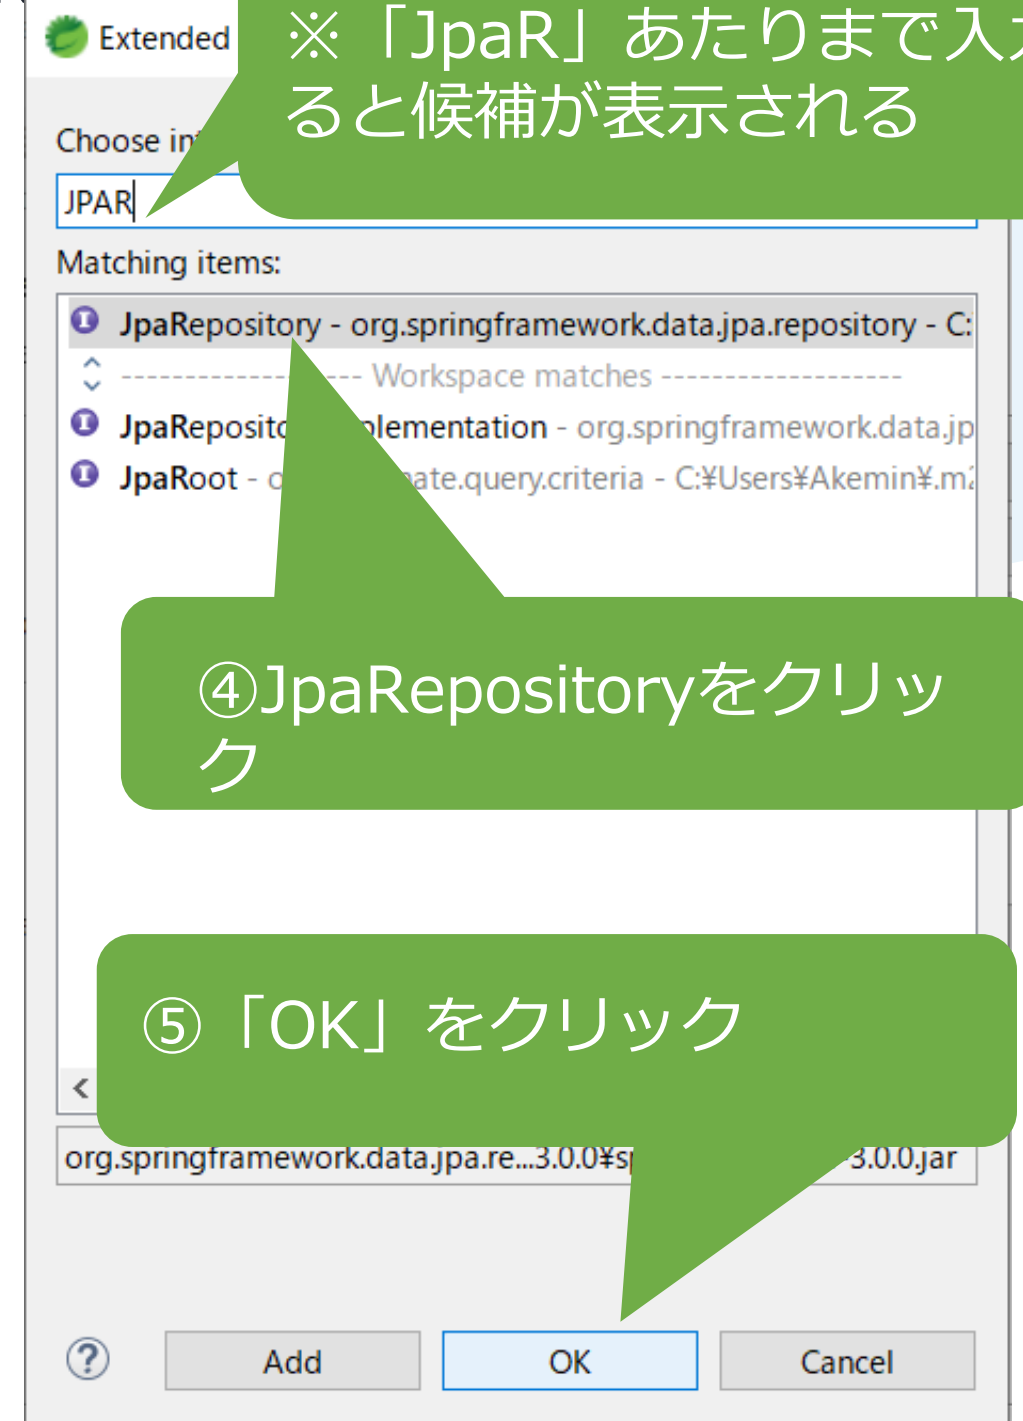 Extended
※「JpaR」あたりまで入
ると候補が表示される
Choose
JPAR
Matching items:
JpaRepository - org.springframework.data.jpa.repository - C:
------------------- Workspace matches -------------------
JpaReposito plementation - org.springframework.data.jp
JpaRoot - o ate.query.criteria - C:¥Users¥Akemin¥.m2
④JpaRepositoryをクリッ
ク
⑤「OK」をクリック
<
org.springframework.data.jpa.re...3.0.0¥s 3.0.0.jar
?
Add
OK
Cancel